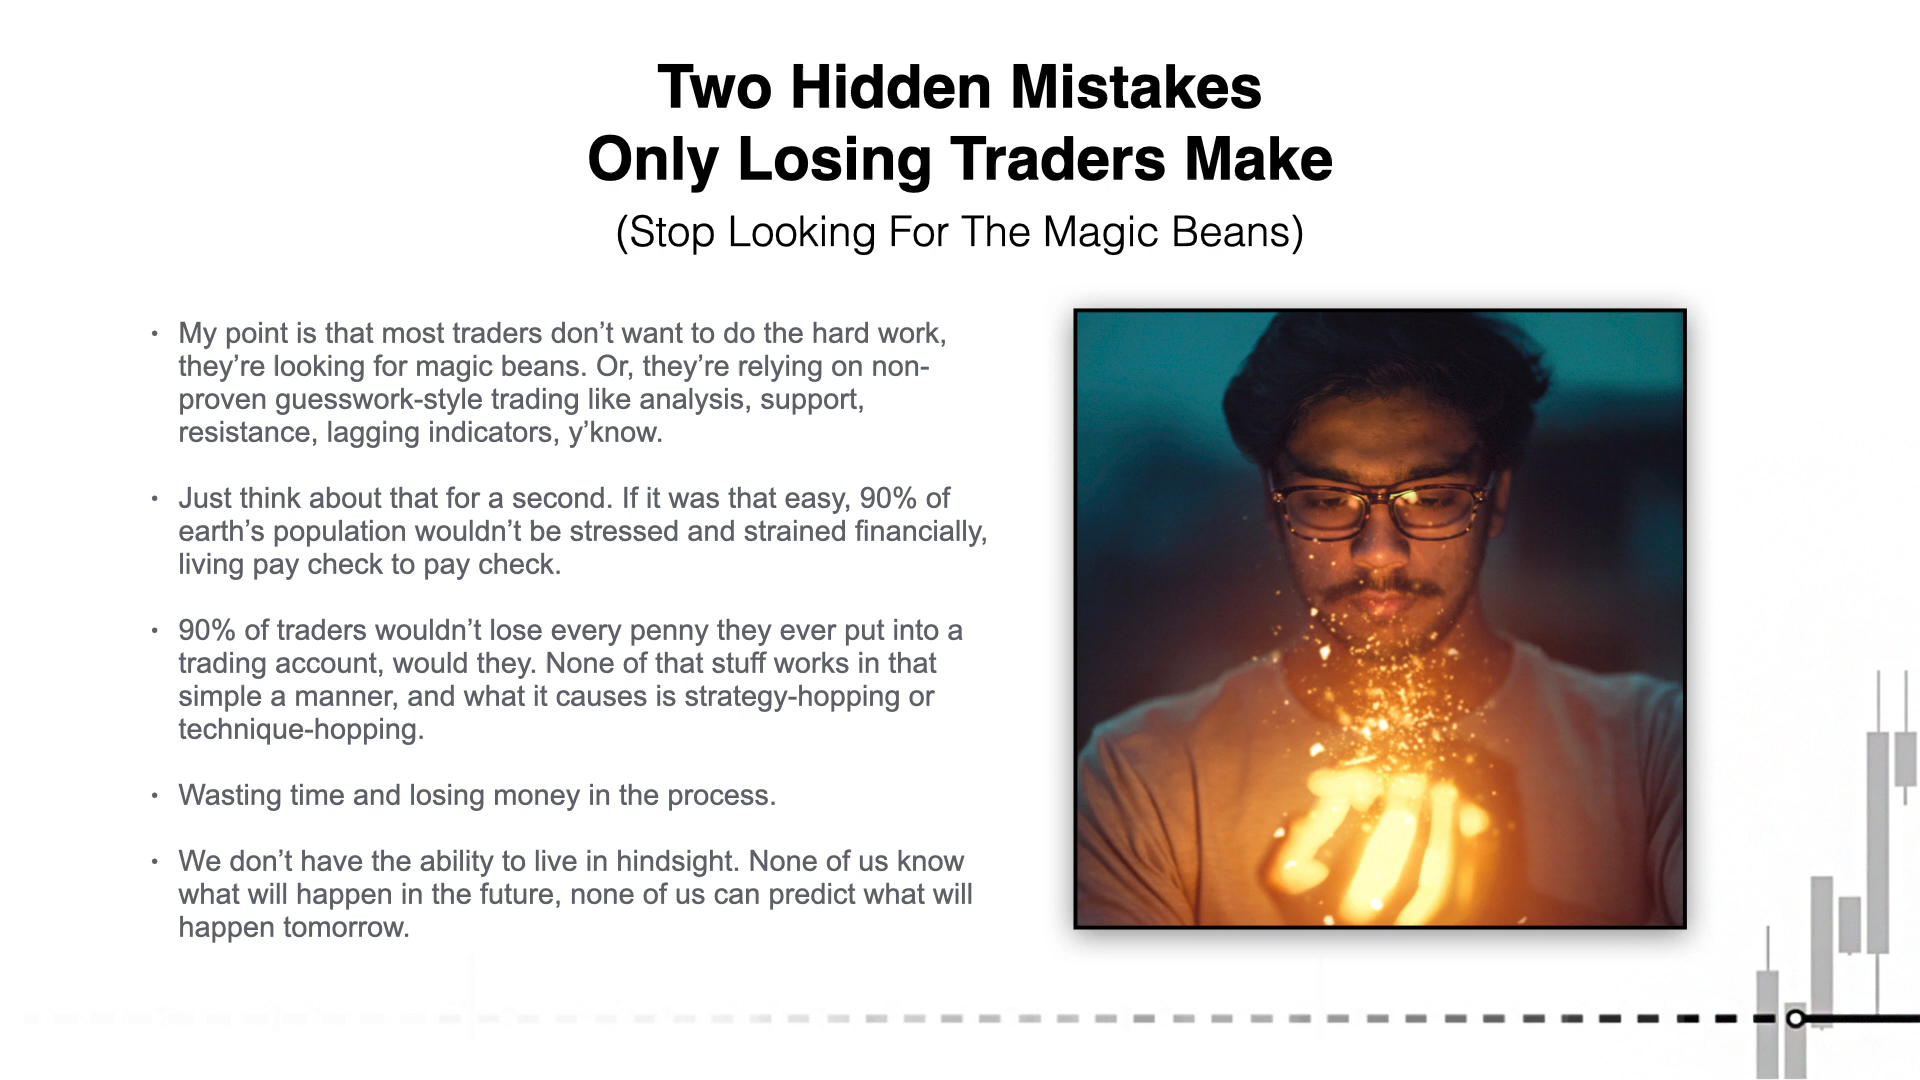 Two Hidden Mistakes
Only Losing Traders Make
(Stop Looking For The Magic Beans)
• My point is that most traders don’t want to do the hard work,
they’re looking for magic beans. Or, they’re relying on non-
proven guesswork-style trading like analysis, support,
resistance, lagging indicators, y’know.
• Just think about that for a second. If it was that easy, 90% of
earth’s population wouldn’t be stressed and strained financially,
living pay check to pay check.
• 90% of traders wouldn’t lose every penny they ever put into a
trading account, would they. None of that stuff works in that
simple a manner, and what it causes is strategy-hopping or
technique-hopping.
• Wasting time and losing money in the process.
• We don’t have the ability to live in hindsight. None of us know
what will happen in the future, none of us can predict what will
happen tomorrow.